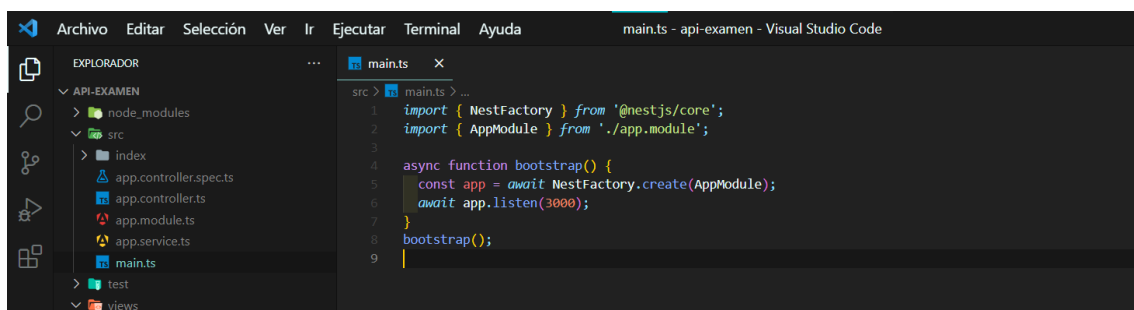 Archivo Editar Selección Ver Ir Ejecutar Terminal Ayuda main.ts - api-examen - Visual Studio Code
EXPLORADOR ...
API-EXAMEN
node_modules
src
index
app.controller.spec.ts
app.controller.ts
app.module.ts
app.service.ts
main.ts
test
views
TS main.ts ×
src > TS main.ts > ...
1 import { NestFactory } from '@nestjs/core';
2 import { AppModule } from './app.module';
3
4 async function bootstrap() {
5 const app = await NestFactory.create(AppModule);
6 await app.listen(3000);
7 }
8 bootstrap();
9